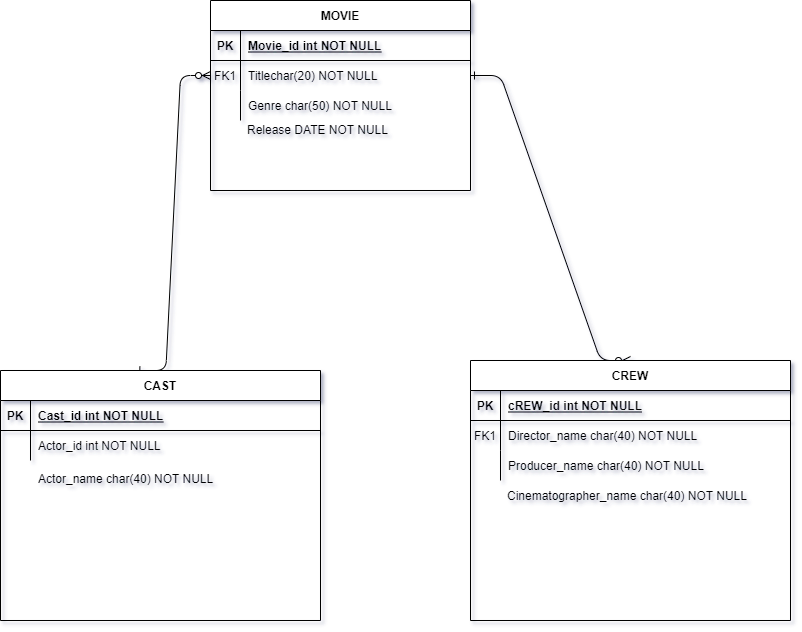 MOVIE
PK Movie_id int NOT NULL
FK1 Titlechar(20) NOT NULL
Genre char(50) NOT NULL
Release DATE NOT NULL
CAST
PK Cast_id int NOT NULL
Actor_id int NOT NULL
Actor_name char(40) NOT NULL
CREW
PK cREW_id int NOT NULL
FK1 Director_name char(40) NOT NULL
Producer_name char(40) NOT NULL
Cinematographer_name char(40) NOT NULL